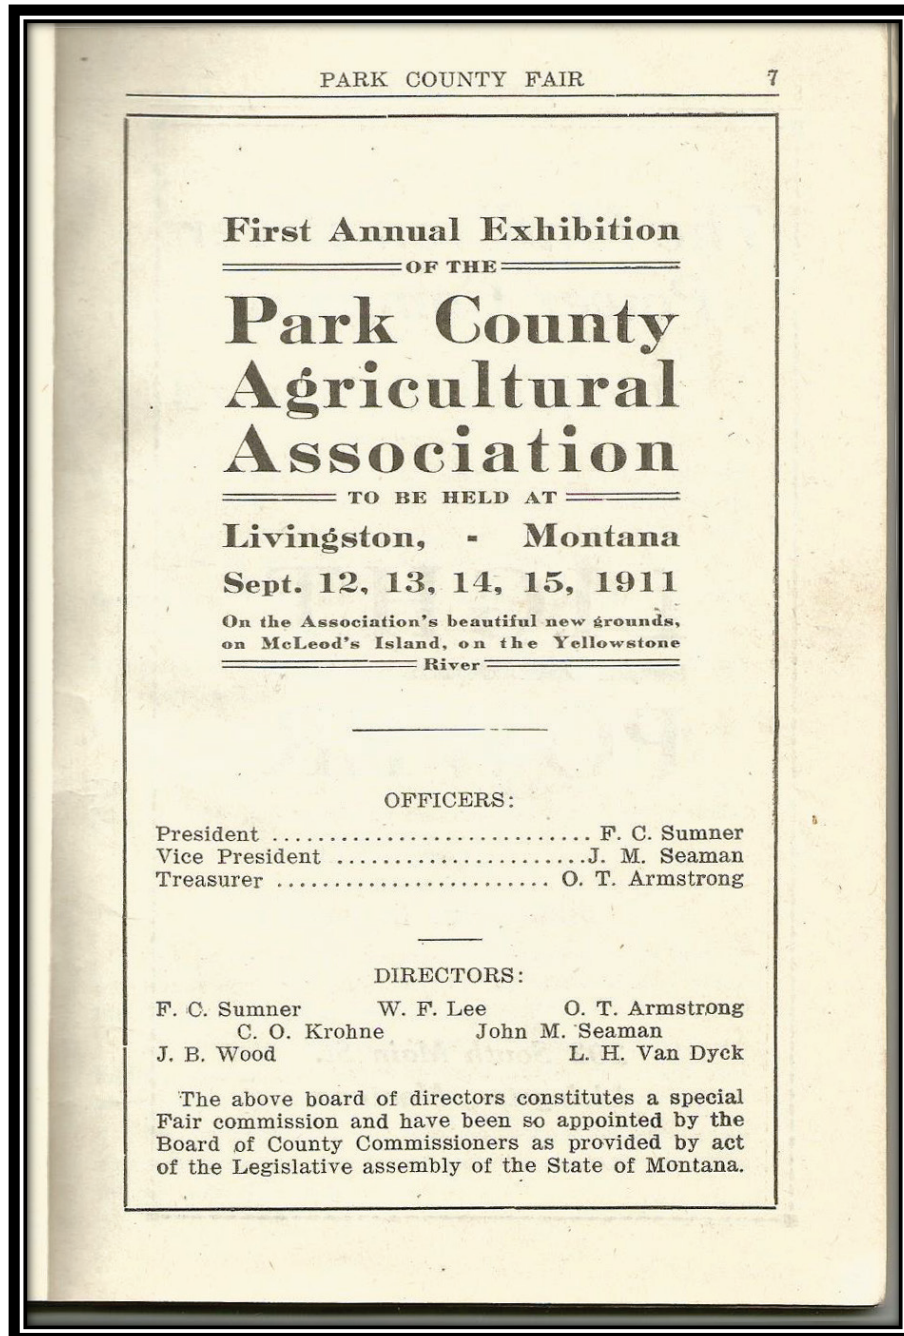 PARK COUNTY FAIR 7
First Annual Exhibition
OF THE
Park County
Agricultural
Association
TO BE HELD AT
Livingston, - Montana
Sept. 12, 13, 14, 15, 1911
On the Association's beautiful new grounds,
on McLeod's Island, on the Yellowstone
River
OFFICERS:
President ............................ F. C. Sumner
Vice President ......................J. M. Seaman
Treasurer ........................ O. T. Armstrong
DIRECTORS:
F. C. Sumner W. F. Lee O. T. Armstrong
C. O. Krohne John M. Seaman
J. B. Wood L. H. Van Dyck
The above board of directors constitutes a special
Fair commission and have been so appointed by the
Board of County Commissioners as provided by act
of the Legislative assembly of the State of Montana.